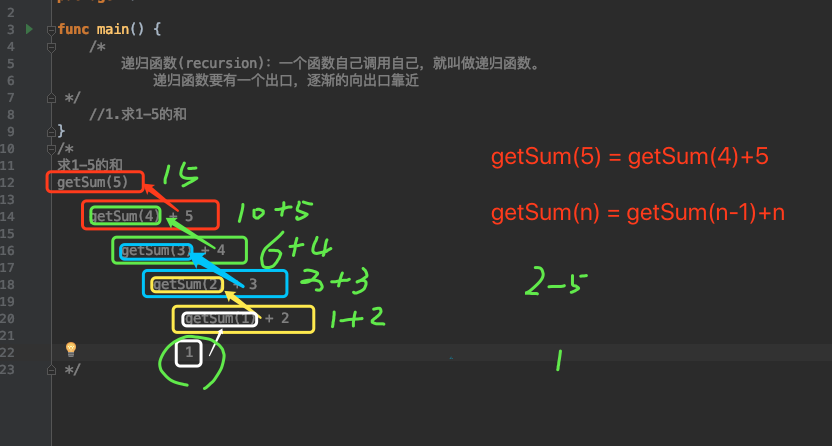 2
3 func main() {
4 /*
5 递归函数(recursion): 一个函数自己调用自己，就叫做递归函数。
6 递归函数要有一个出口，逐渐的向出口靠近
7 */
8 //1.求1-5的和
9 }
10 /*
11 求1-5的和
12 getSum(5) 15
13
14 getSum(4) + 5 10+5
15
16 getSum(3) + 4 6+4
17
18 getSum(2) + 3 3+3
19
20 getSum(1) + 2 1+2
21
22 1
23 */
getSum(5) = getSum(4)+5
getSum(n) = getSum(n-1)+n
2-5
1